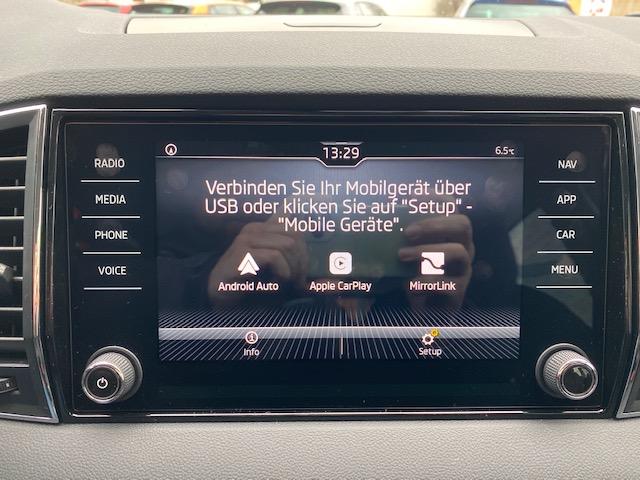 13:29
6.5°C
RADIO
MEDIA
PHONE
VOICE
Verbinden Sie Ihr Mobilgerät über
USB oder klicken Sie auf "Setup" -
"Mobile Geräte".
Android Auto
Apple CarPlay
MirrorLink
Info
Setup
NAV
APP
CAR
MENU